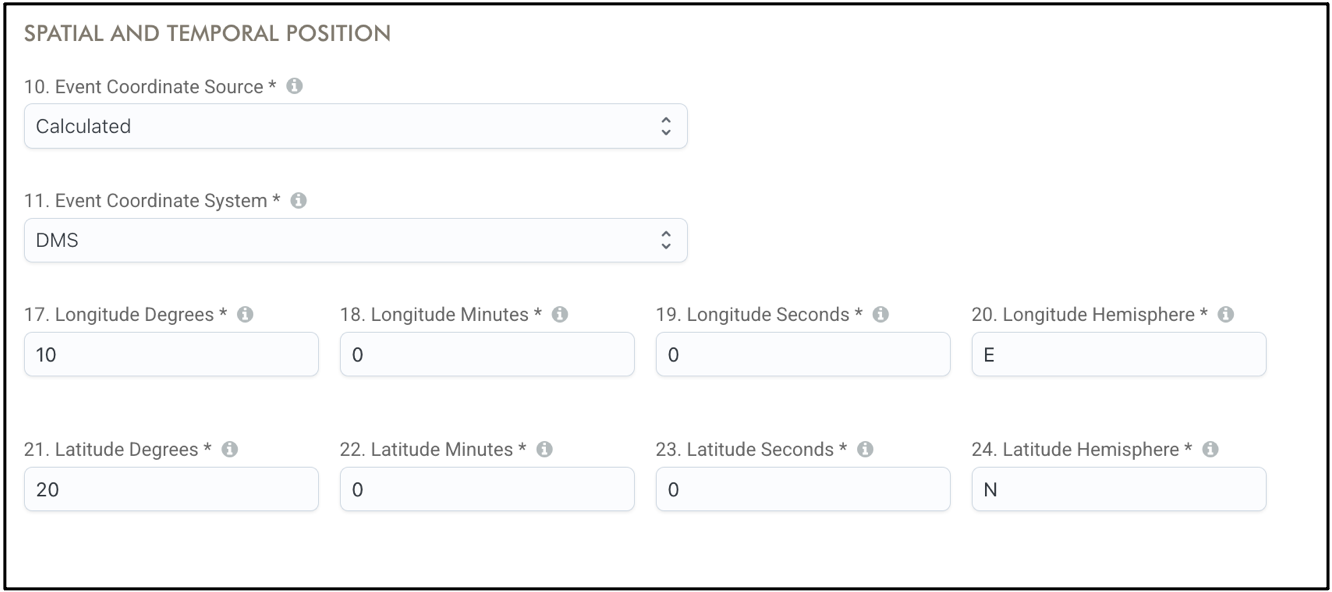 SPATIAL AND TEMPORAL POSITION
10. Event Coordinate Source *
Calculated
11. Event Coordinate System *
DMS
17. Longitude Degrees * 18. Longitude Minutes * 19. Longitude Seconds * 20. Longitude Hemisphere *
10 0 0 E
21. Latitude Degrees * 22. Latitude Minutes * 23. Latitude Seconds * 24. Latitude Hemisphere *
20 0 0 N